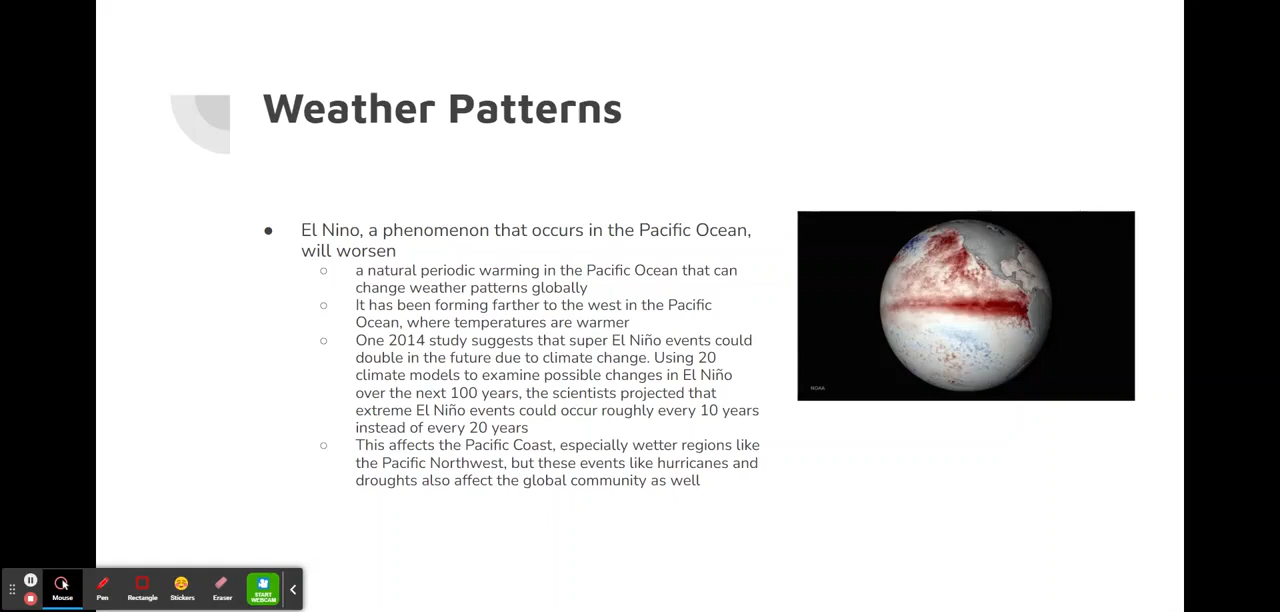 Weather Patterns
● El Nino, a phenomenon that occurs in the Pacific Ocean,
will worsen
○ a natural periodic warming in the Pacific Ocean that can
change weather patterns globally
○ It has been forming farther to the west in the Pacific
Ocean, where temperatures are warmer
○ One 2014 study suggests that super El Niño events could
double in the future due to climate change. Using 20
climate models to examine possible changes in El Niño
over the next 100 years, the scientists projected that
extreme El Niño events could occur roughly every 10 years
instead of every 20 years
○ This affects the Pacific Coast, especially wetter regions like
the Pacific Northwest, but these events like hurricanes and
droughts also affect the global community as well
NOAA
Mouse
Pen
Rectangle
Stickers
Eraser
START
WEBCAM